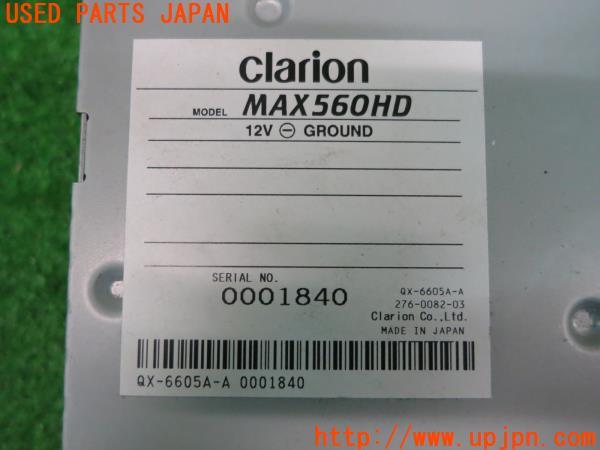 USED PARTS JAPAN
clarion
MODEL MAX560HD
12V ⊖ GROUND
SERIAL NO.
0001840
QX-6605A-A
276-0082-03
Clarion Co.,Ltd.
MADE IN JAPAN
QX-6605A-A 0001840
UPJ
http://www.upjpn.com